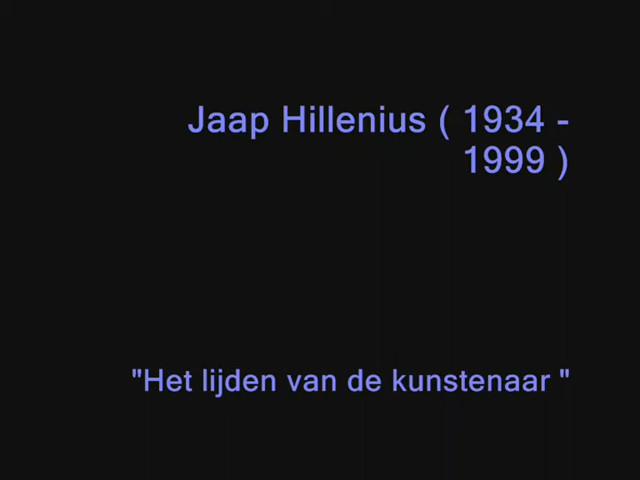 Jaap Hillenius ( 1934 -
1999 )
"Het lijden van de kunstenaar "